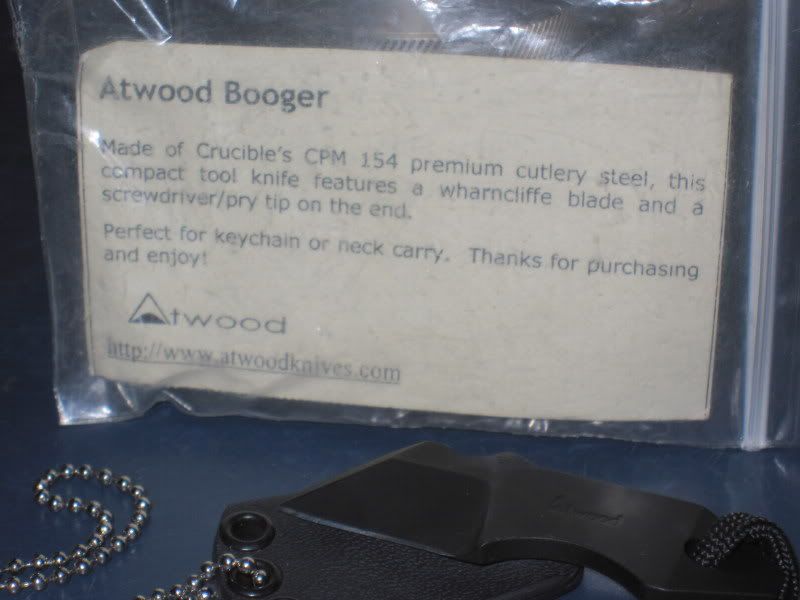 Atwood Booger
Made of Crucible's CPM 154 premium cutlery steel, this
compact tool knife features a wharncliffe blade and a
screwdriver/pry tip on the end.
Perfect for keychain or neck carry. Thanks for purchasing
and enjoy!
Atwood
http://www.atwoodknives.com
Atwood